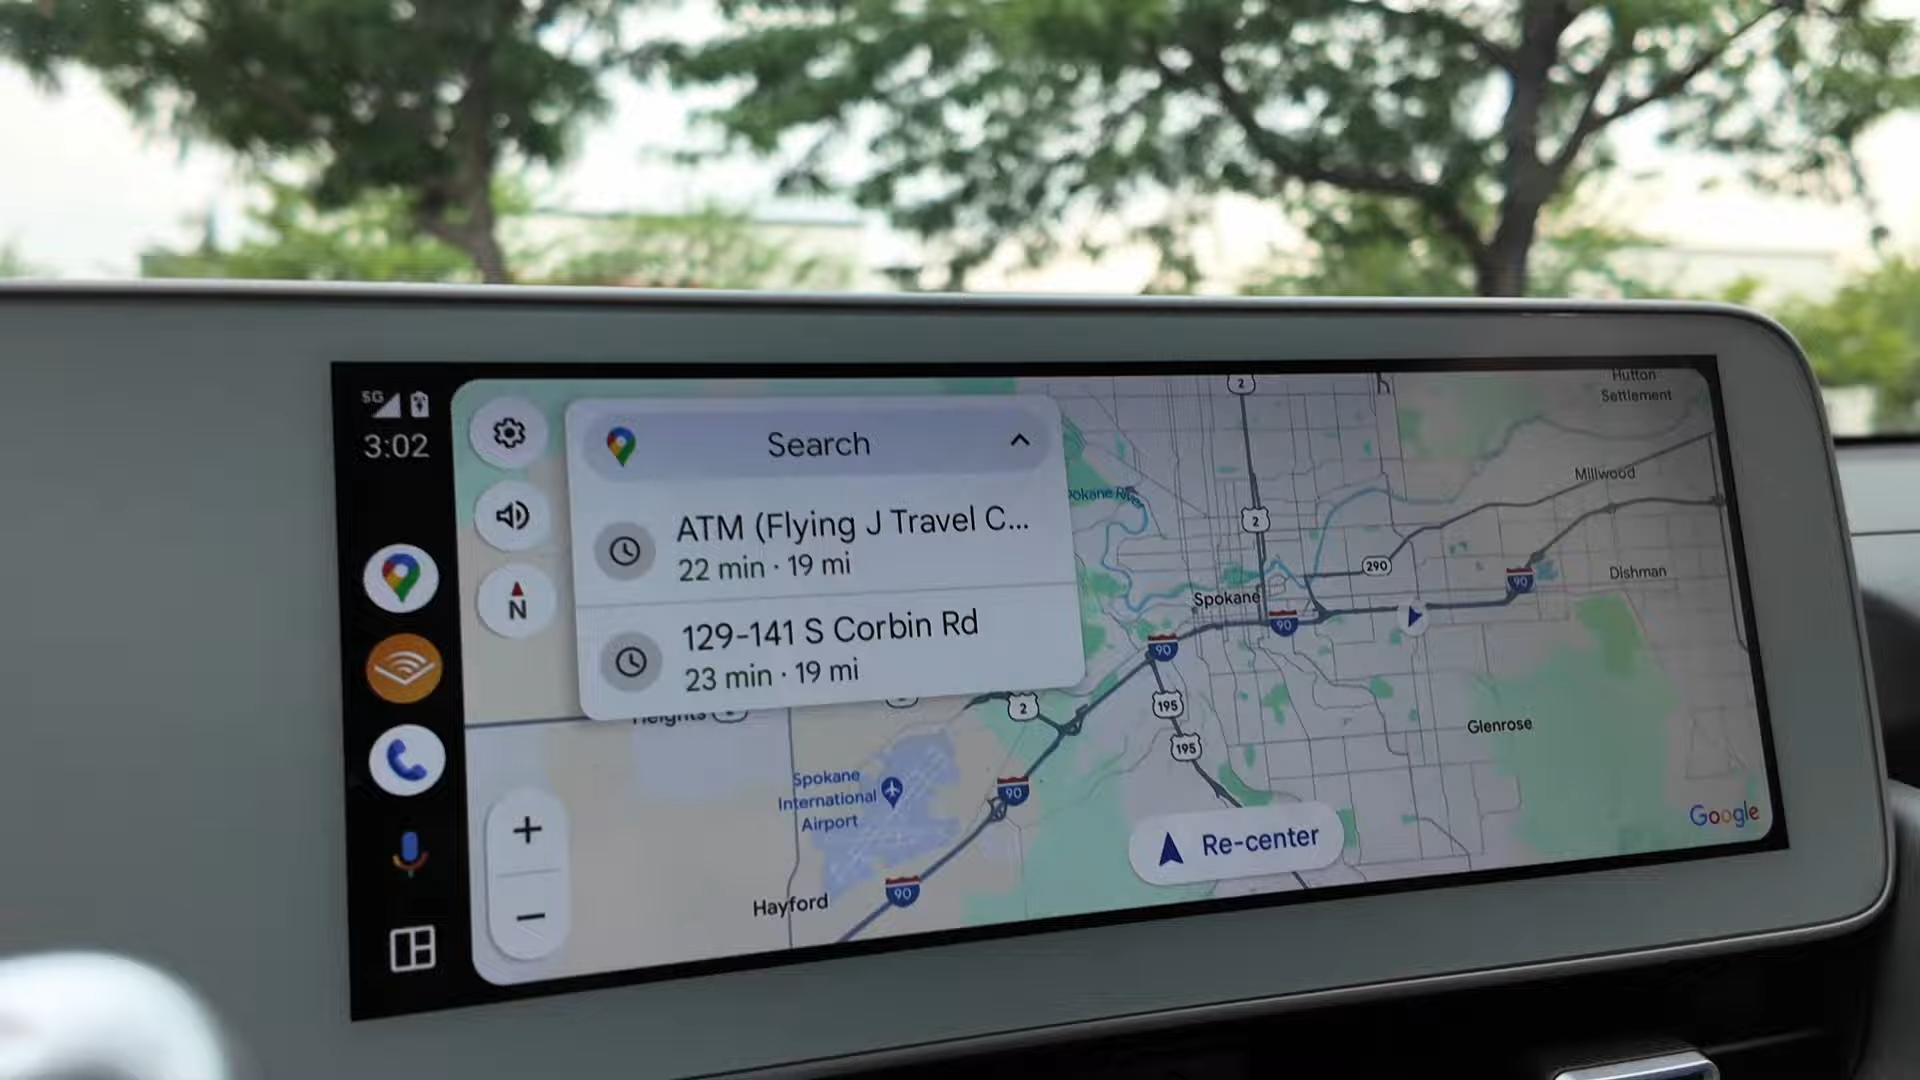 5G
3:02
Search
ATM (Flying J Travel C...
22 min · 19 mi
129-141 S Corbin Rd
23 min · 19 mi
N
+
−
2
Hutton
Settlement
Millwood
2
290
90
Dishman
Spokane
90
90
2
195
195
Glenrose
Spokane
International
Airport
90
90
Hayford
Re-center
Google